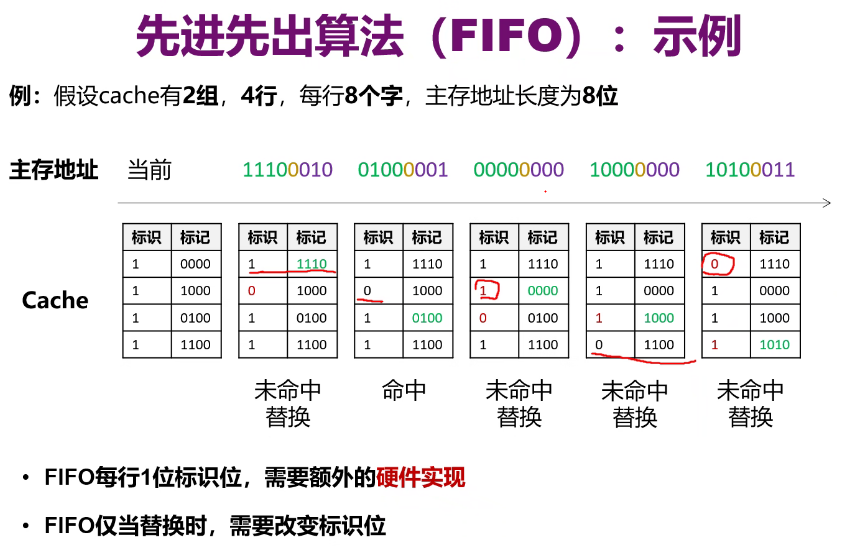 先进先出算法（FIFO）：示例
例：假设cache有2组，4行，每行8个字，主存地址长度为8位
主存地址 当前 11100010 01000001 00000000 10000000 10100011
标识 标记 标识 标记 标识 标记 标识 标记 标识 标记 标识 标记
1 0000 1 1110 1 1110 1 1110 1 1110 0 1110
1 1000 0 1000 0 1000 1 0000 1 0000 1 0000
Cache
1 0100 1 0100 1 0100 0 0100 1 1000 1 1000
1 1100 1 1100 1 1100 1 1100 0 1100 1 1010
未命中 命中 未命中 未命中 未命中
替换 替换 替换 替换
• FIFO每行1位标识位，需要额外的硬件实现
• FIFO仅当替换时，需要改变标识位